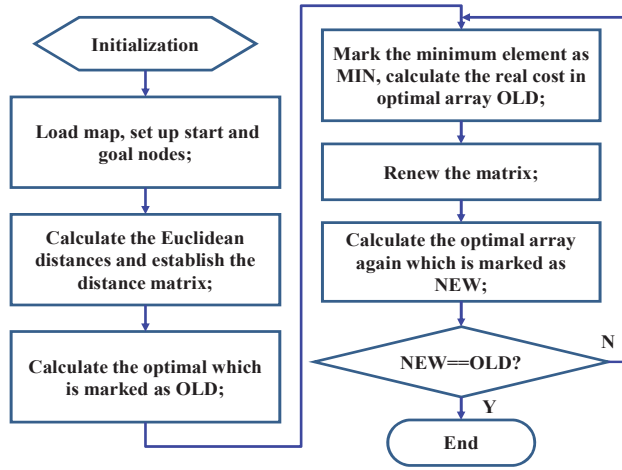 Initialization
Load map, set up start and
goal nodes;
Calculate the Euclidean
distances and establish the
distance matrix;
Calculate the optimal which
is marked as OLD;
Mark the minimum element as
MIN, calculate the real cost in
optimal array OLD;
Renew the matrix;
Calculate the optimal array
again which is marked as
NEW;
NEW==OLD?
N
Y
End